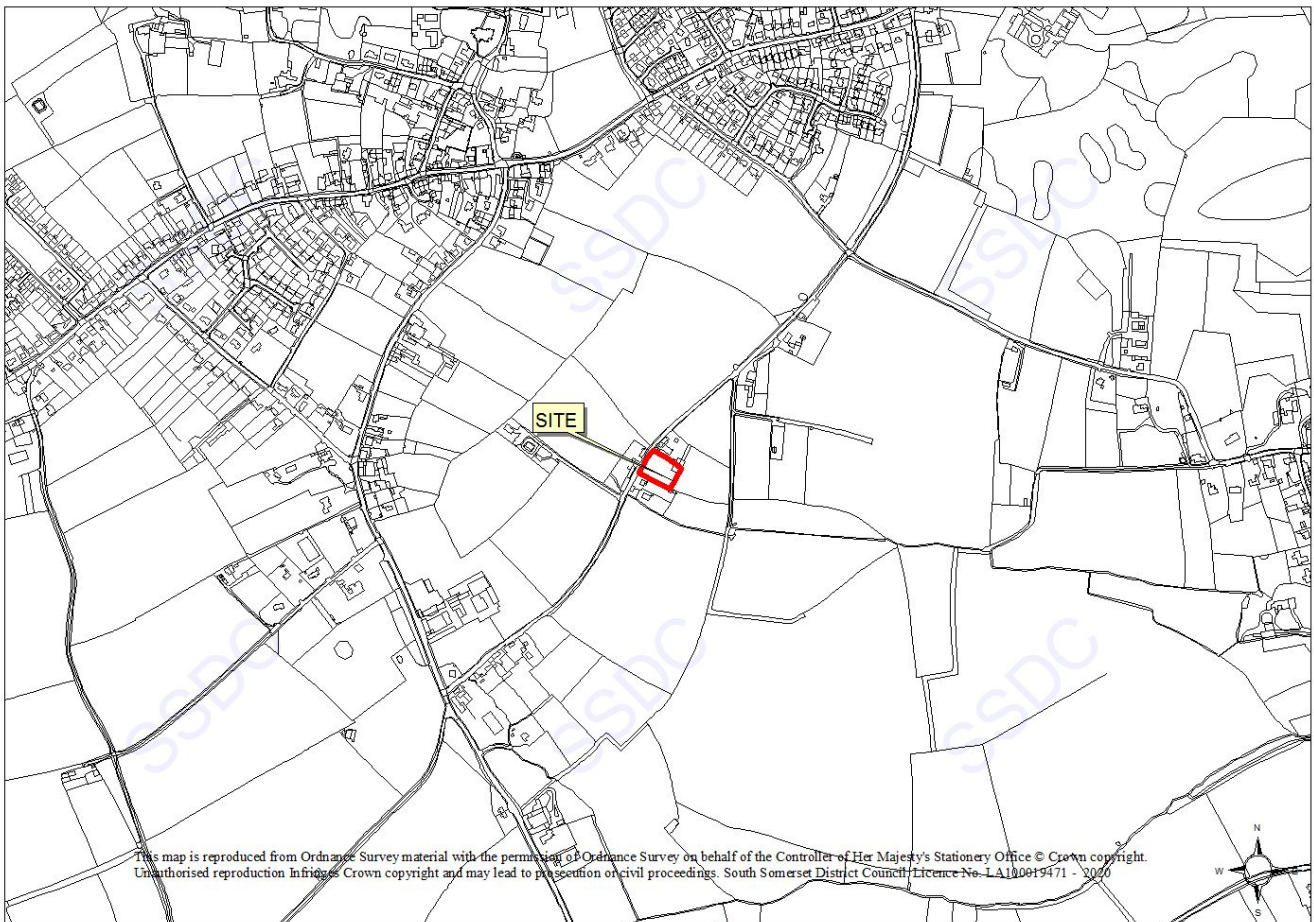 SSDC
SSDC
SSDC
SITE
SSDC
SSDC
SSDC
N
This map is reproduced from Ordnance Survey material with the permission of Ordnance Survey on behalf of the Controller of Her Majesty's Stationery Office © Crown copyright.
W
Unauthorised reproduction Infringes Crown copyright and may lead to prosecution or civil proceedings. South Somerset District Council Licence No. LA100019471 - 2020
S